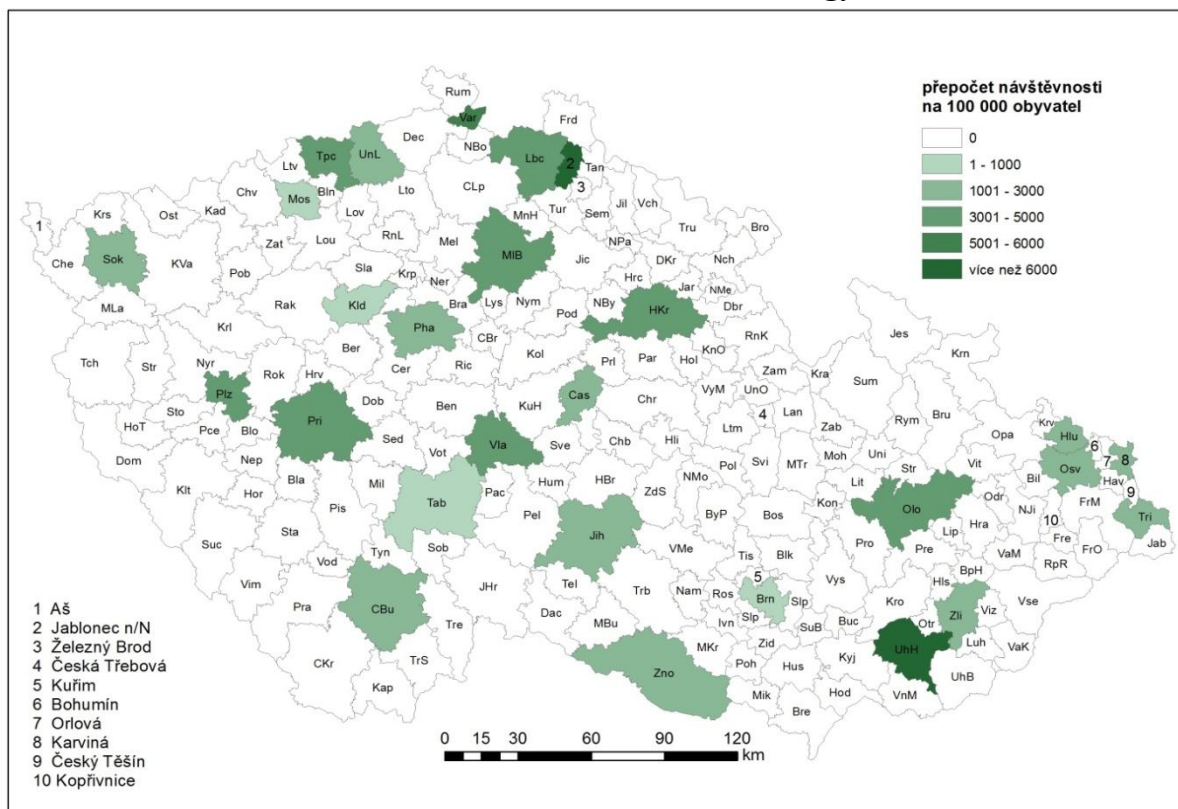 přepočet návštěvnosti
na 100 000 obyvatel
0
1 - 1000
1001 - 3000
3001 - 5000
5001 - 6000
více než 6000
Rum
Var
Frd
Dec
NBo
Tpc
UnL
Lbc
2
Tan
Ltv
Bln
Lto
CLp
3
Chv
Mos
Lov
MnH
Tur
Sem
Jil
Vch
1
Krs
Ost
Kad
Lou
RnL
Mel
NPa
Tru
Bro
Zat
MlB
Jic
DKr
Nch
Che
Sok
KVa
Pob
Sla
Krp
Ner
Hrc
Jar
NMe
MLa
Rak
Kld
Bra
Lys
Nym
Pod
NBy
HKr
Dbr
Krl
Pha
CBr
RnK
Jes
Tch
Str
Nyr
Ber
Cer
Ric
Kol
Prl
Par
Hol
KnO
Krn
Rok
Hrv
Zam
Kra
Sum
Plz
Dob
Ben
KuH
Cas
Chr
VyM
UnO
Sto
Pri
4
Lan
Rym
Bru
HoT
Pce
Blo
Sed
Vla
Sve
Chb
Hli
Ltm
Zab
Opa
Krv
Hlu
6
Dom
Nep
Vot
Pol
Svi
MTr
Moh
Uni
Str
Vit
Bil
Osv
7
8
Hav
Klt
Hor
Bla
Mil
Tab
Pac
Hum
HBr
ZdS
NMo
Lit
Odr
NJi
FrM
9
Pis
Pel
ByP
Bos
Kon
Olo
Hra
10
Tri
Suc
Sta
Jih
Lip
Fre
FrO
Jab
Tyn
Sob
VMe
Tis
Blk
Pro
Pre
VaM
RpR
Vim
Vod
BpH
1 Aš
CBu
JHr
Tel
Trb
Nam
Ros
5
Brn
Slp
Vys
Hls
Pra
Dac
Kro
Zli
Viz
Vse
2 Jablonec n/N
Tre
MBu
Ivn
Slp
SuB
Buc
Otr
3 Železný Brod
CKr
TrS
MKr
Zid
UhH
Luh
VaK
4 Česká Třebová
Zno
Poh
Hus
Kyj
5 Kuřim
Kap
UhB
6 Bohumín
Mik
Bre
Hod
VnM
7 Orlová
8 Karviná
9 Český Těšín
10 Kopřivnice
0 15 30 60 90 120
km